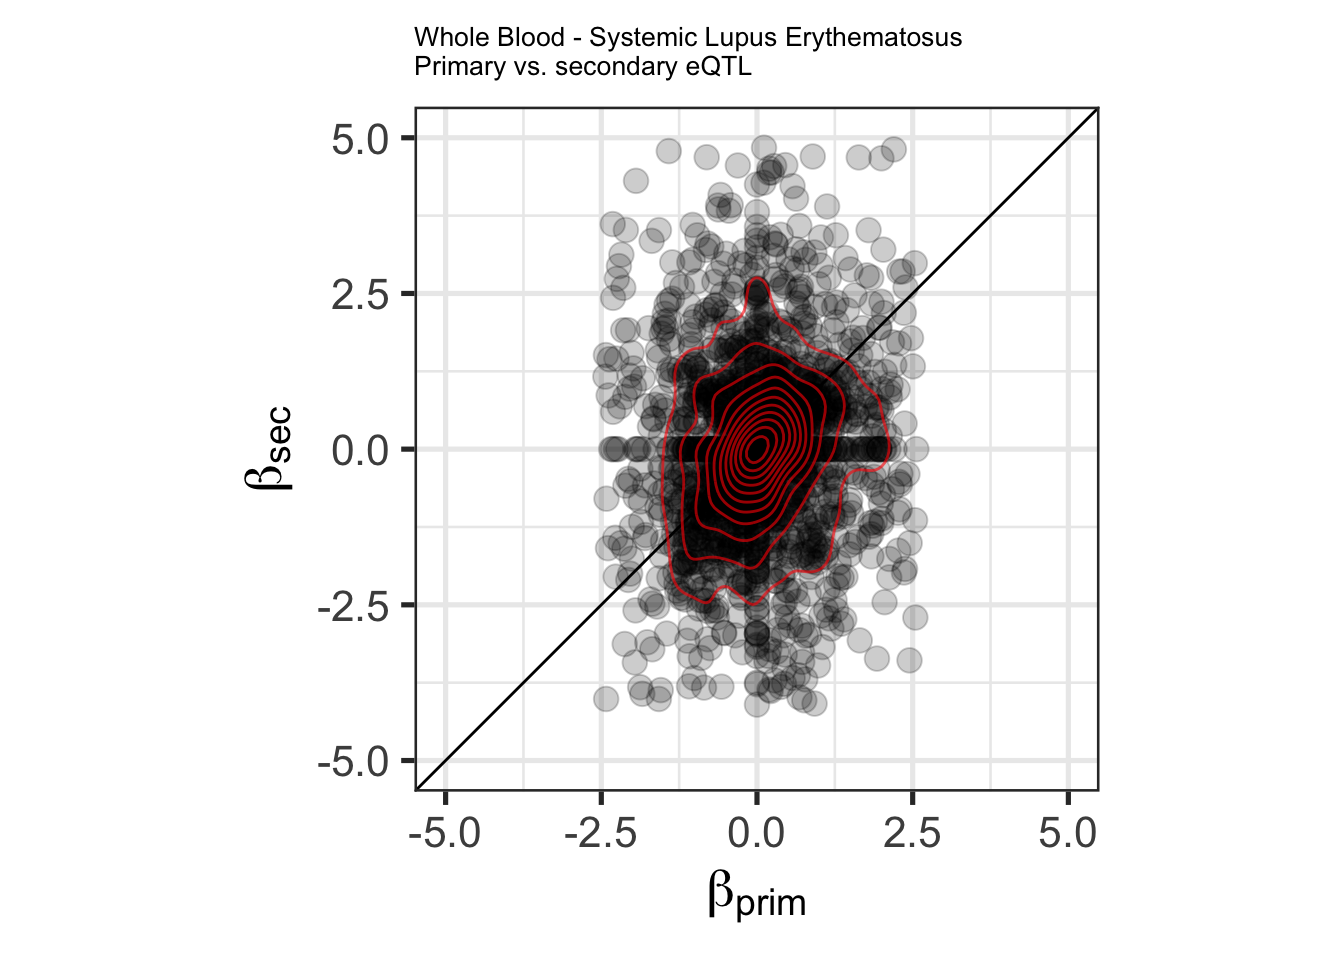 Whole Blood - Systemic Lupus Erythematosus
Primary vs. secondary eQTL
5.0
2.5
0.0
-2.5
-5.0
βsec
-5.0 -2.5 0.0 2.5 5.0
βprim